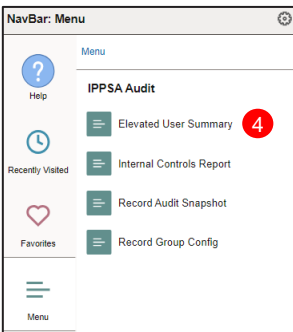 NavBar: Menu
Menu
IPPSA Audit
Help
Elevated User Summary 4
Internal Controls Report
Recently Visited
Record Audit Snapshot
Favorites
Record Group Config
Menu